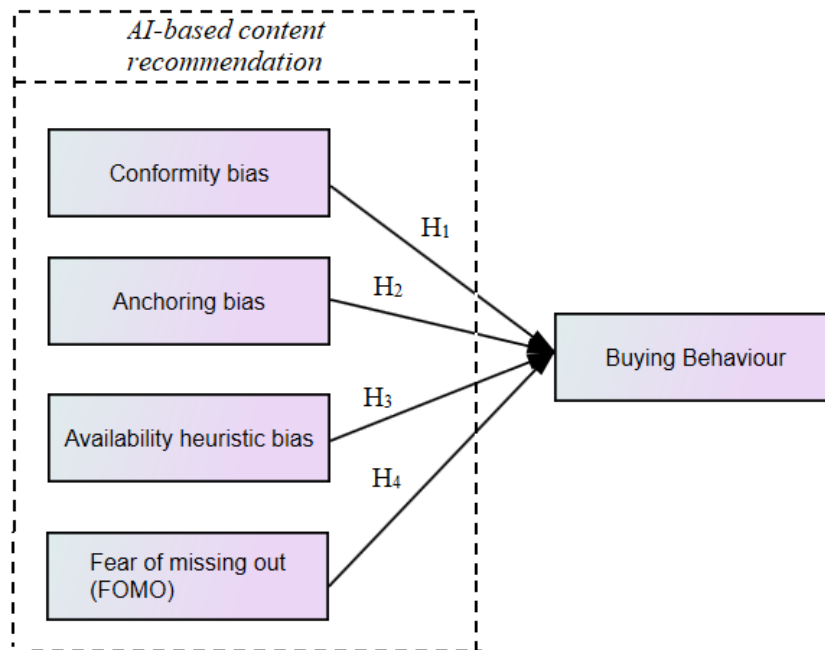 AI-based content
recommendation
Conformity bias
H₁
Anchoring bias
H₂
Buying Behaviour
Availability heuristic bias
H₃
H₄
Fear of missing out
(FOMO)